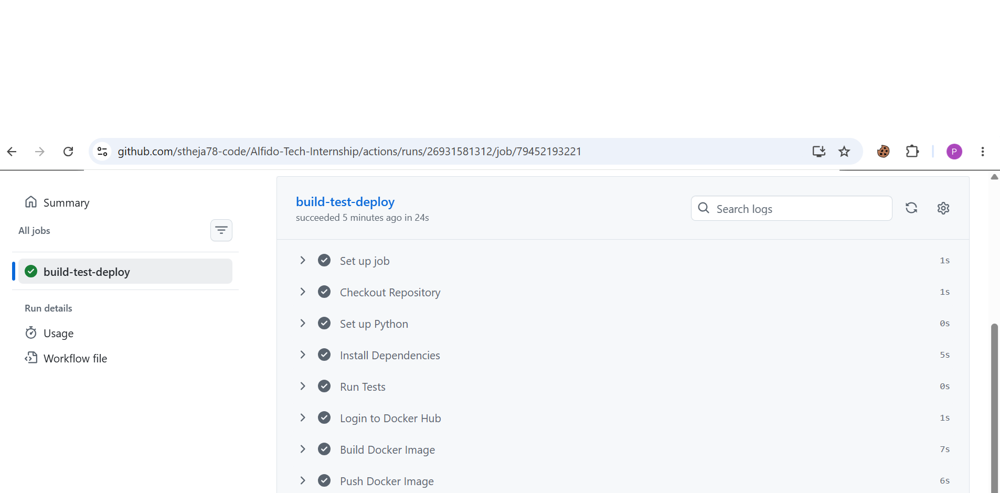 github.com/stheja78-code/Alfido-Tech-Internship/actions/runs/26931581312/job/79452193221
P
Summary
All jobs
build-test-deploy
Run details
Usage
Workflow file
build-test-deploy
succeeded 5 minutes ago in 24s
Search logs
Set up job 1s
Checkout Repository 1s
Set up Python 0s
Install Dependencies 5s
Run Tests 0s
Login to Docker Hub 1s
Build Docker Image 7s
Push Docker Image 6s